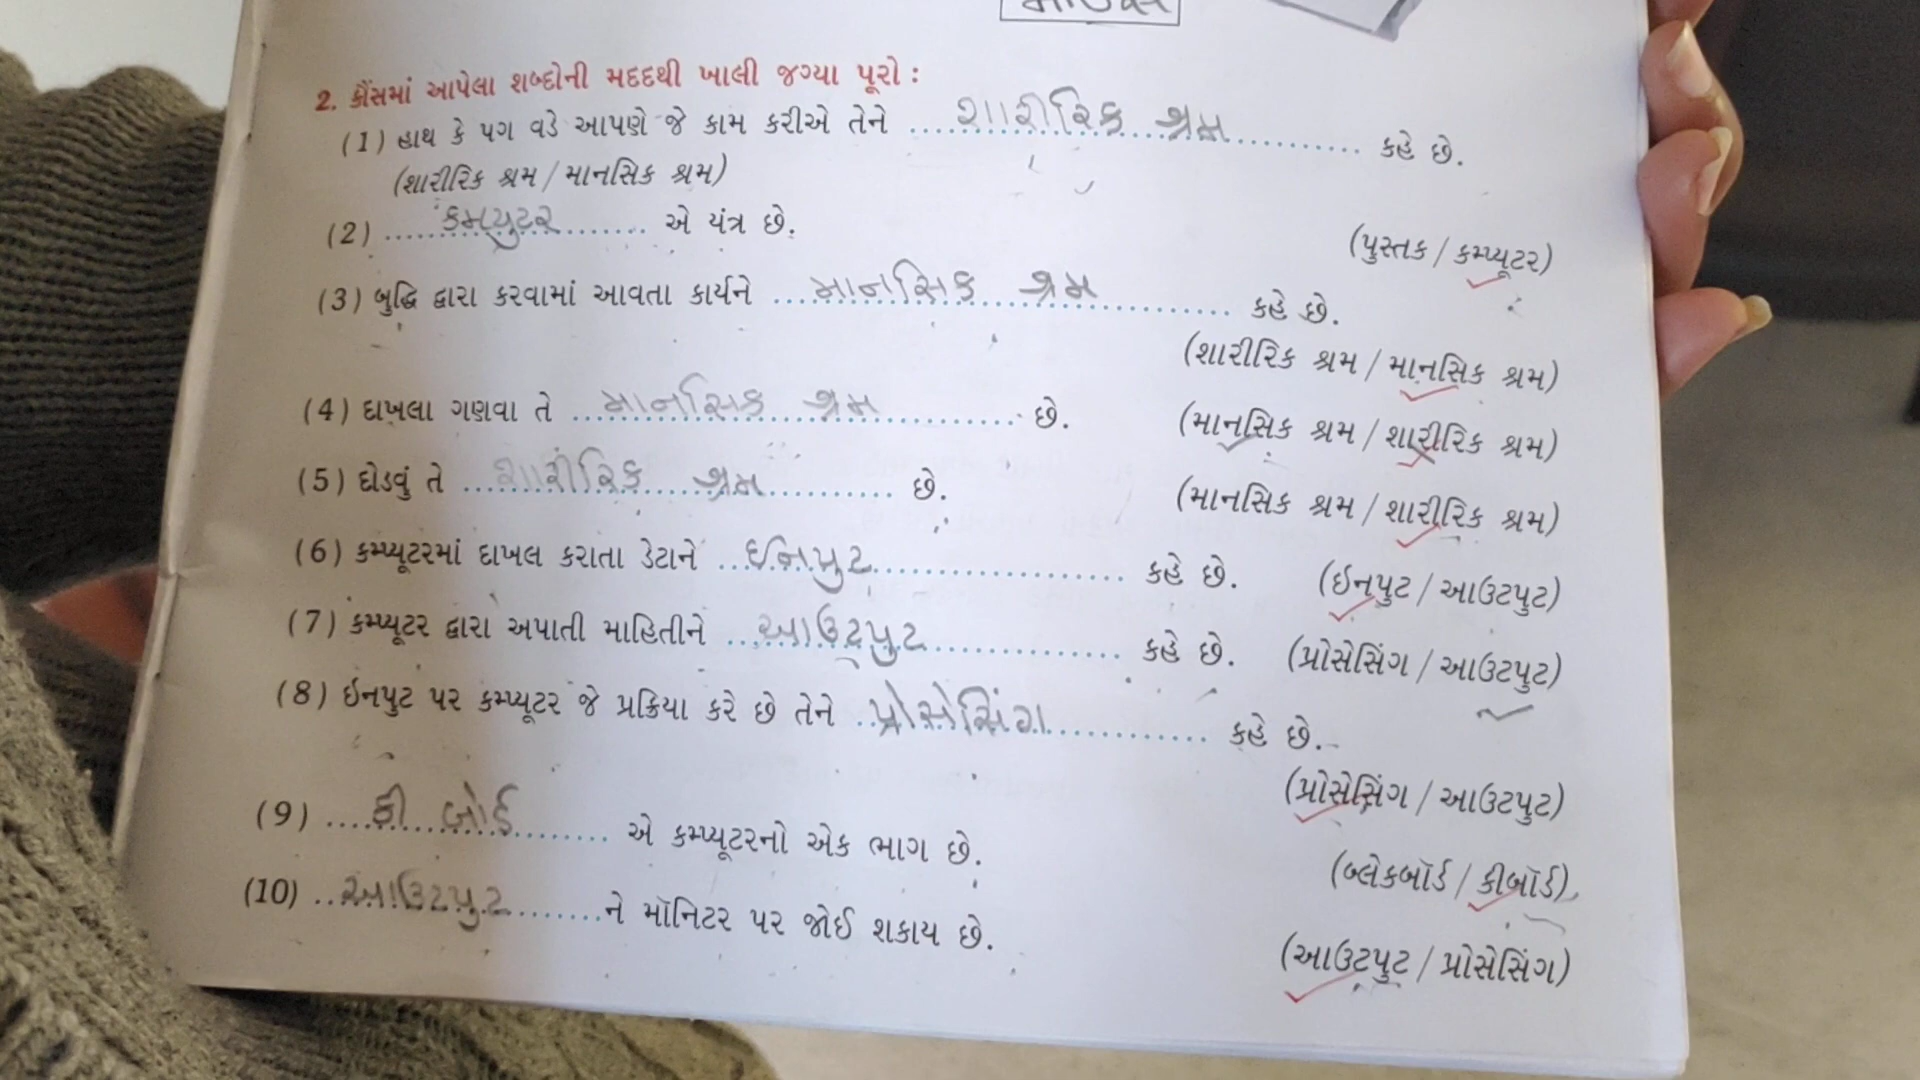 2. કૌંસમાં આપેલા શબ્દોની મદદથી ખાલી જગ્યા પૂરો :
(1) હાથ કે પગ વડે આપણે જે કામ કરીએ તેને શારીરિક શ્રમ કહે છે.
(શારીરિક શ્રમ / માનસિક શ્રમ)
(2) કમ્યુટર એ યંત્ર છે. (પુસ્તક / કમ્પ્યૂટર)
(3) બુદ્ધિ દ્વારા કરવામાં આવતા કાર્યને માનસિક શ્રમ કહે છે.
(શારીરિક શ્રમ / માનસિક શ્રમ)
(4) દાખલા ગણવા તે માનસિક શ્રમ છે. (માનસિક શ્રમ / શારીરિક શ્રમ)
(5) દોડવું તે શારીરિક શ્રમ છે. (માનસિક શ્રમ / શારીરિક શ્રમ)
(6) કમ્પ્યૂટરમાં દાખલ કરાતા ડેટાને ઈનપુટ કહે છે. (ઇનપુટ / આઉટપુટ)
(7) કમ્પ્યૂટર દ્વારા અપાતી માહિતીને આઉટપુટ કહે છે. (પ્રોસેસિંગ / આઉટપુટ)
(8) ઇનપુટ પર કમ્પ્યૂટર જે પ્રક્રિયા કરે છે તેને પ્રોસેસિંગ કહે છે.
(પ્રોસેસિંગ / આઉટપુટ)
(9) કી બોર્ડ એ કમ્પ્યૂટરનો એક ભાગ છે. (બ્લેકબૉર્ડ / કીબૉર્ડ)
(10) આઉટપુટ ને મૉનિટર પર જોઈ શકાય છે. (આઉટપુટ / પ્રોસેસિંગ)